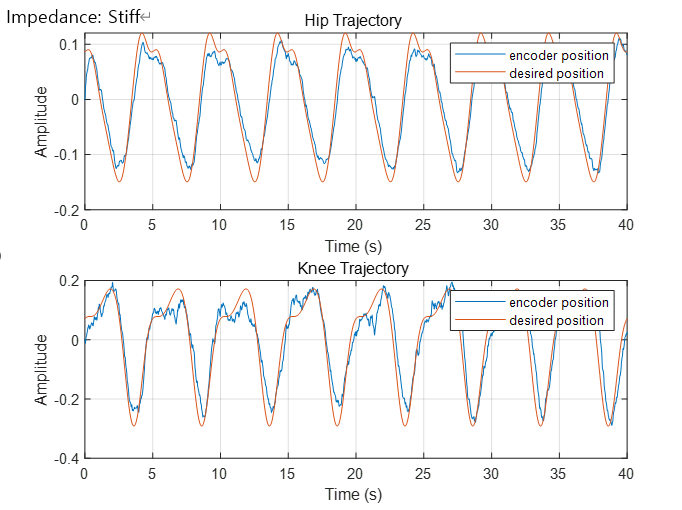 Impedance: Stiff↵
Hip Trajectory
encoder position
desired position
0.1
0
-0.1
-0.2
Amplitude
0 5 10 15 20 25 30 35 40
Time (s)
Knee Trajectory
encoder position
desired position
0.2
0
-0.2
-0.4
Amplitude
0 5 10 15 20 25 30 35 40
Time (s)